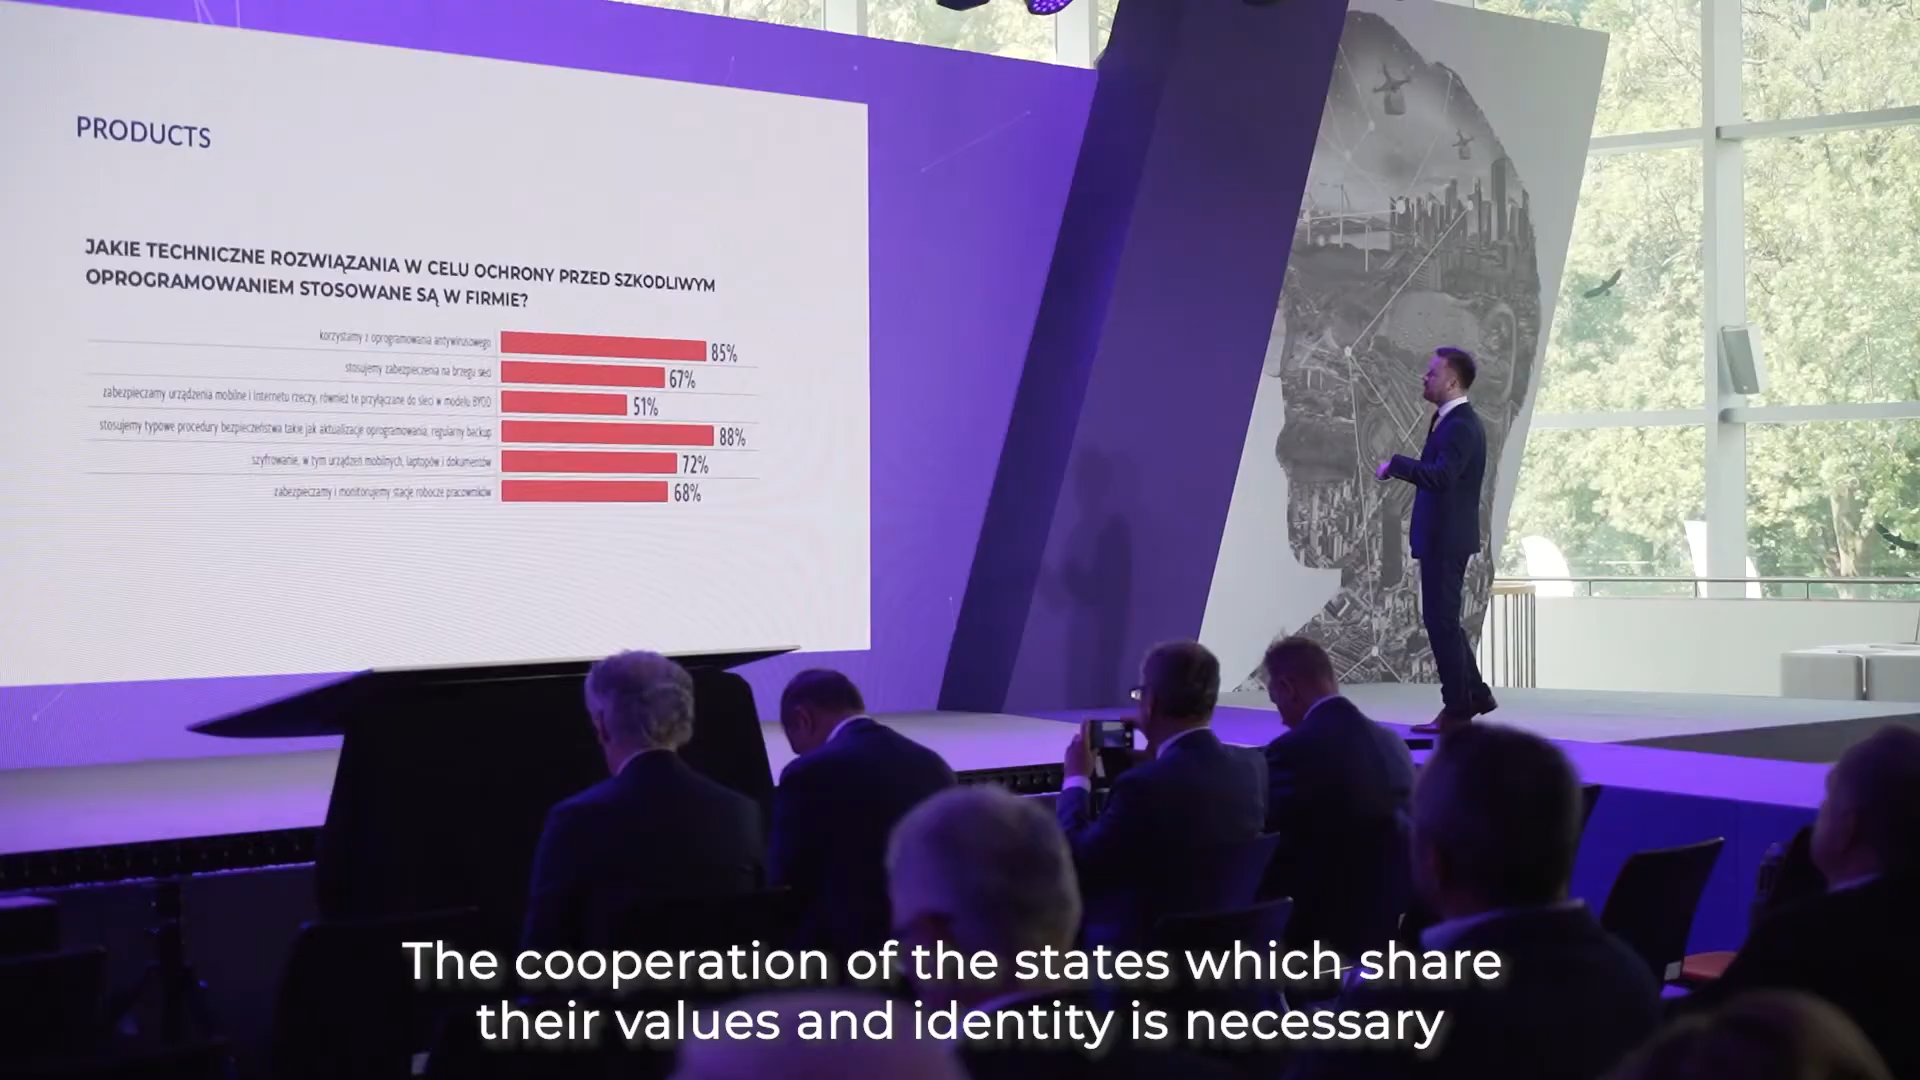 PRODUCTS
JAKIE TECHNICZNE ROZWIĄZANIA W CELU OCHRONY PRZED SZKODLIWYM
OPROGRAMOWANIEM STOSOWANE SĄ W FIRMIE?
korzystamy z oprogramowania antywirusowego 85%
stosujemy zabezpieczenia na brzegu sieci 67%
zabezpieczamy urządzenia mobilne i Internetu rzeczy, również te przyłączane do sieci w modelu BYOD 51%
stosujemy typowe procedury bezpieczeństwa takie jak aktualizacje oprogramowania, regularny backup 88%
szyfrowanie, w tym urządzeń mobilnych, laptopów i dokumentów 72%
zabezpieczamy i monitorujemy stacje robocze pracowników 68%
The cooperation of the states which share
their values and identity is necessary